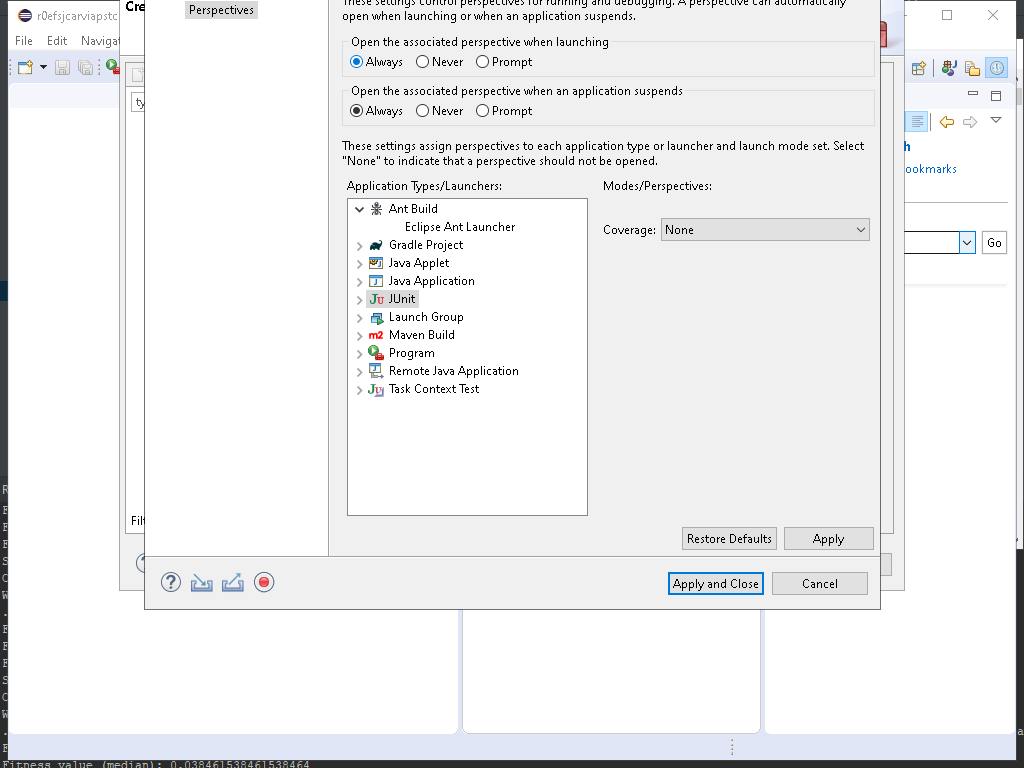 r0efsjcarviapstc
Cre
Perspectives
These settings control perspectives for running and debugging. A perspective can automatically
open when launching or when an application suspends.
File Edit Navigat
Open the associated perspective when launching
Always Never Prompt
Open the associated perspective when an application suspends
Always Never Prompt
ty
These settings assign perspectives to each application type or launcher and launch mode set. Select
"None" to indicate that a perspective should not be opened.
h
ookmarks
Application Types/Launchers:
Modes/Perspectives:
Ant Build
Eclipse Ant Launcher
Coverage: None
Go
Gradle Project
Java Applet
Java Application
JUnit
Launch Group
Maven Build
Program
Remote Java Application
Task Context Test
Filt
Restore Defaults Apply
Apply and Close Cancel
Fitness value (median): 0.038461538461538464